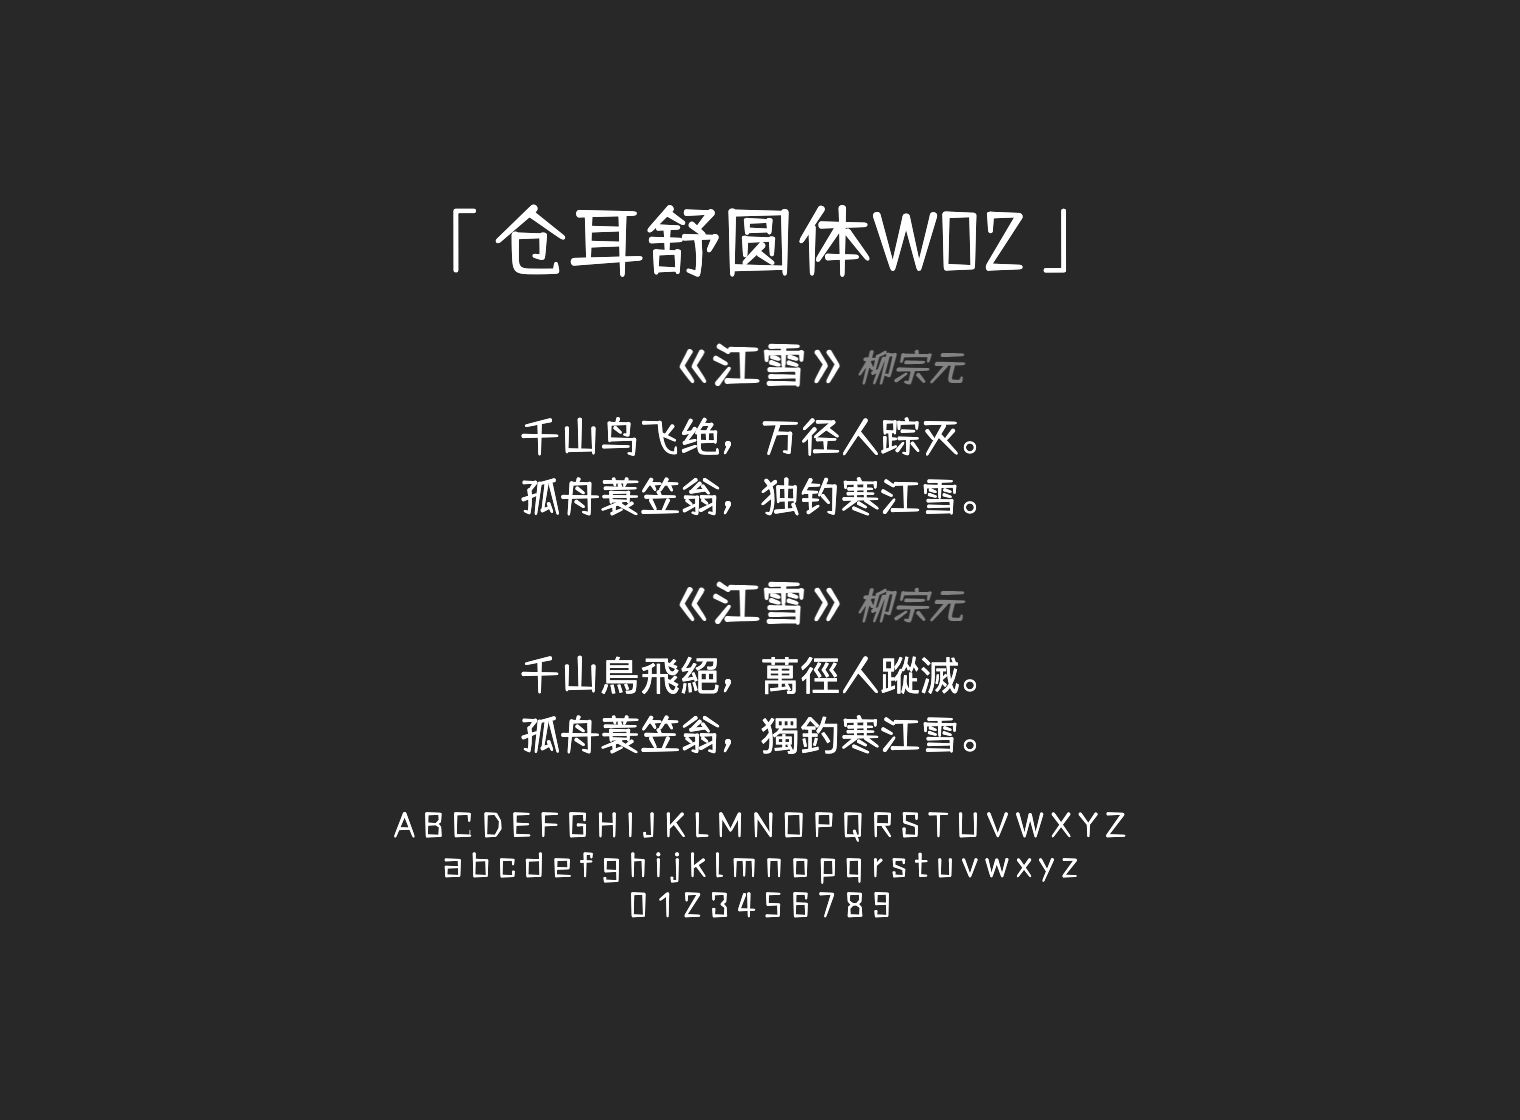 「仓耳舒圆体W02」
《江雪》柳宗元
千山鸟飞绝，万径人踪灭。
孤舟蓑笠翁，独钓寒江雪。
《江雪》柳宗元
千山鳥飛絕，萬徑人蹤滅。
孤舟蓑笠翁，獨釣寒江雪。
ABCDEFGHIJKLMNOPQRSTUVWXYZ
abcdefghijklmnopqrstuvwxyz
0123456789